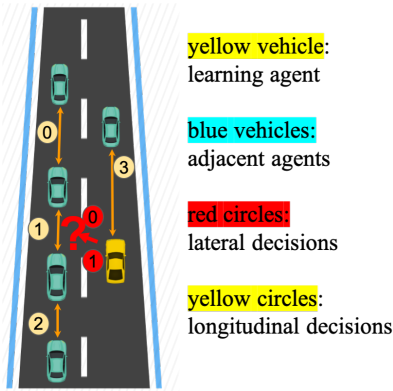 yellow vehicle:
learning agent
blue vehicles:
adjacent agents
red circles:
lateral decisions
yellow circles:
longitudinal decisions
0
3
1
0
?
1
2